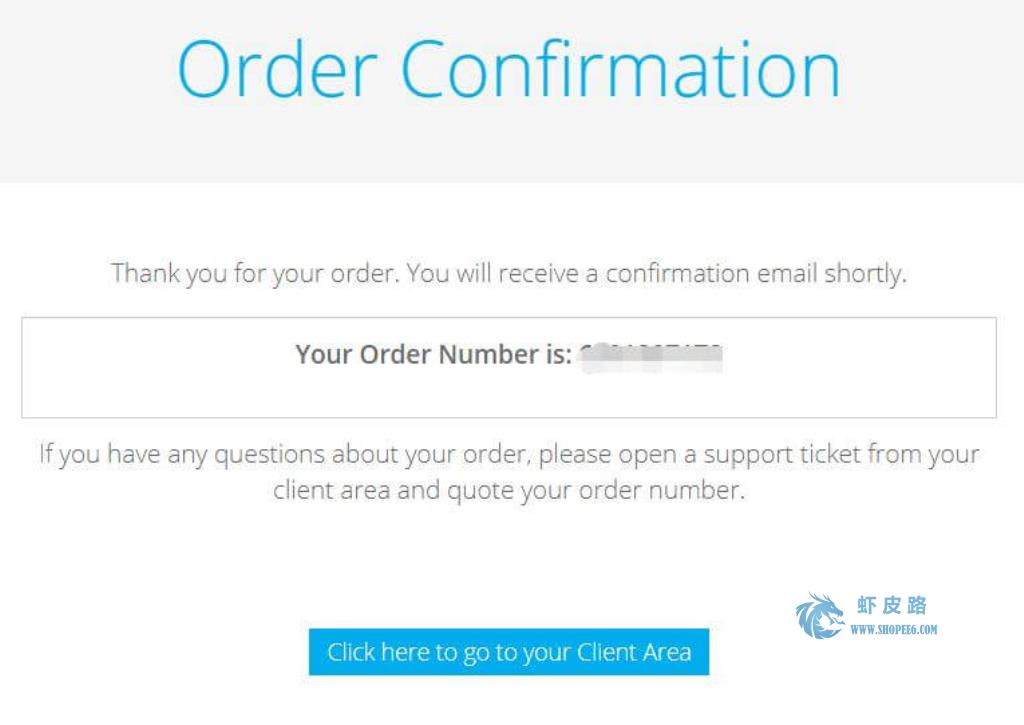 Order Confirmation
Thank you for your order. You will receive a confirmation email shortly.
Your Order Number is:
If you have any questions about your order, please open a support ticket from your
client area and quote your order number.
虾皮路
WWW.SHOPEE6.COM
Click here to go to your Client Area